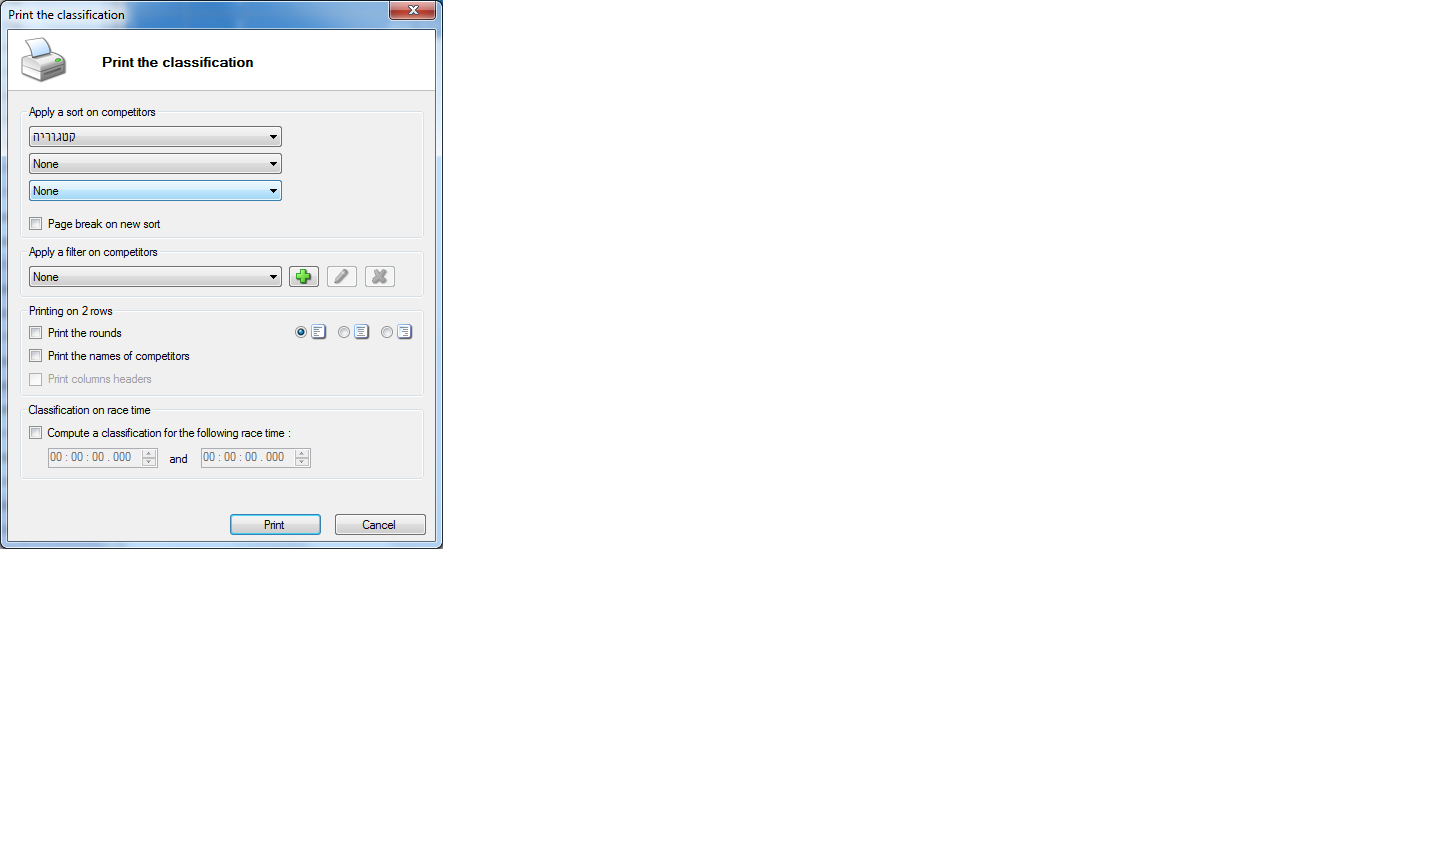 Print the classification
Print the classification
Apply a sort on competitors
קטגוריה
None
None
Page break on new sort
Apply a filter on competitors
None
Printing on 2 rows
Print the rounds
Print the names of competitors
Print columns headers
Classification on race time
Compute a classification for the following race time :
00 : 00 : 00 . 000 and 00 : 00 : 00 . 000
Print Cancel